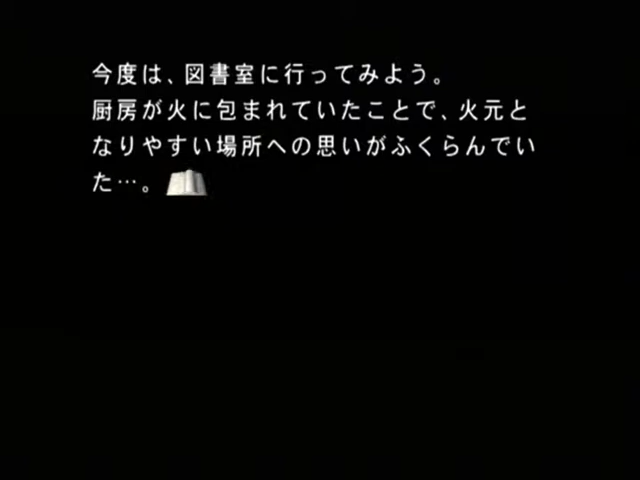 今度は、図書室に行ってみよう。
厨房が火に包まれていたことで、火元と
なりやすい場所への思いがふくらんでい
た…。